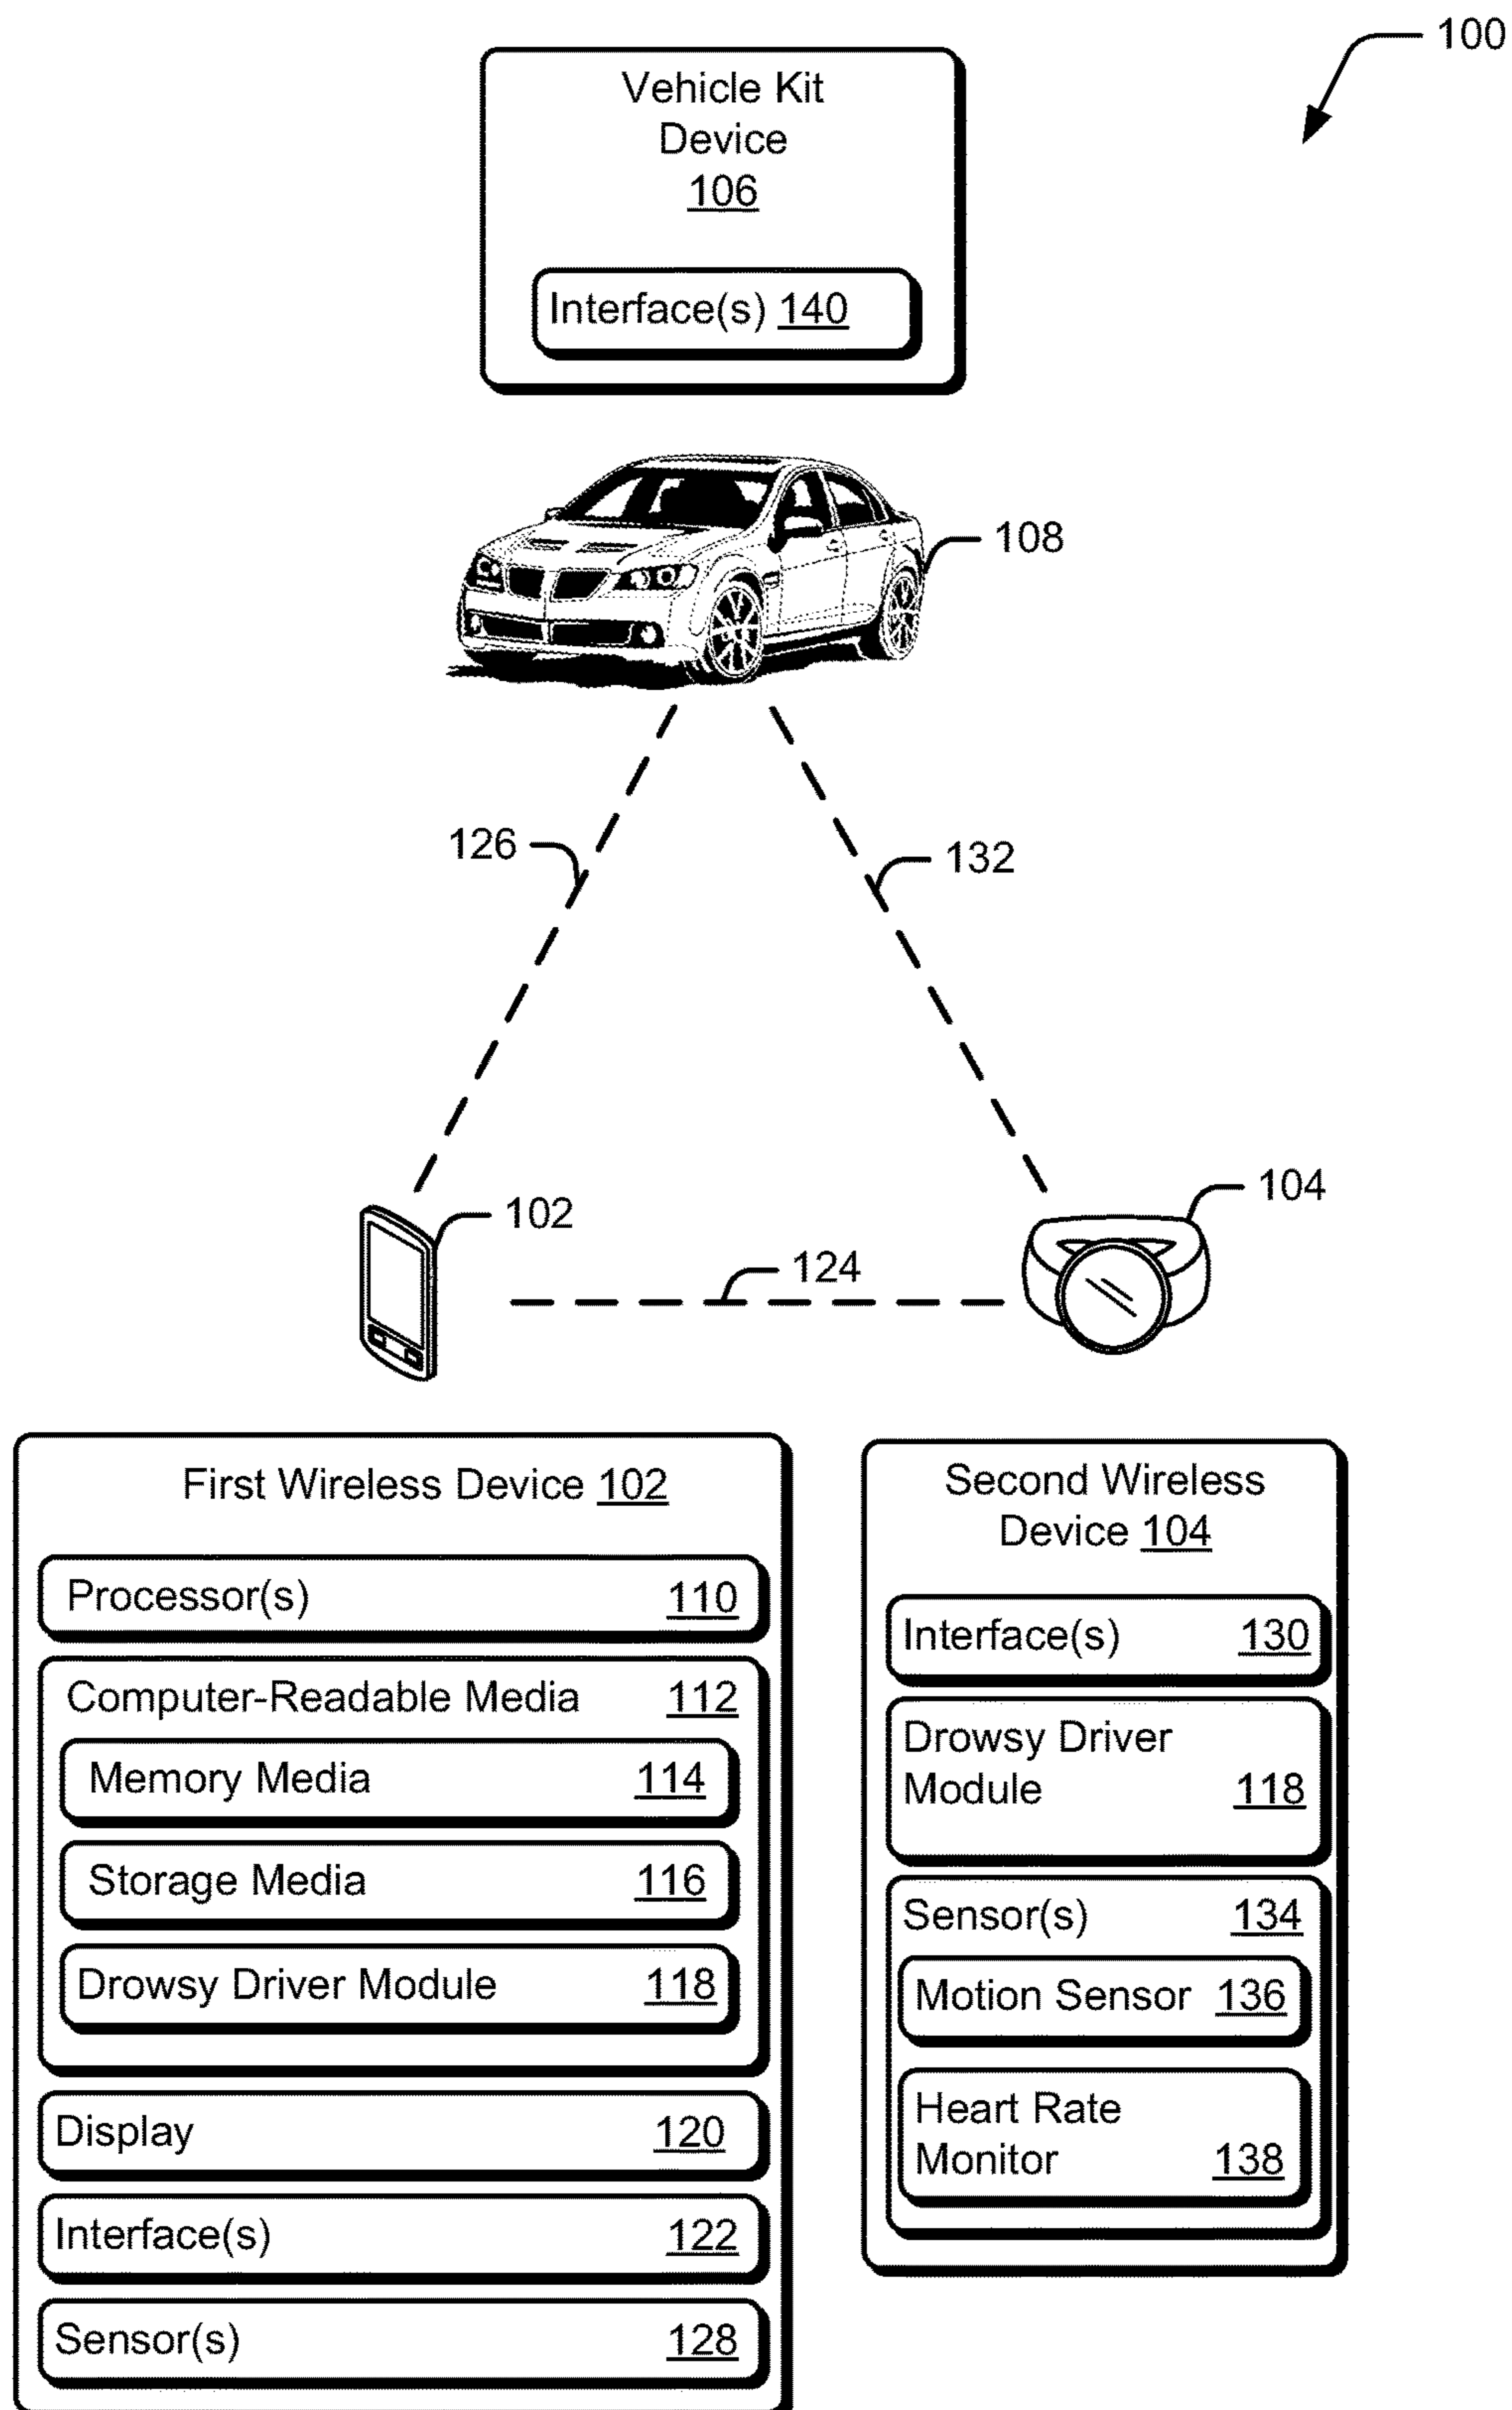 100
Vehicle Kit
Device
106
Interface(s) 140
108
126
132
102
104
124
First Wireless Device 102
Processor(s) 110
Computer-Readable Media 112
Memory Media 114
Storage Media 116
Drowsy Driver Module 118
Display 120
Interface(s) 122
Sensor(s) 128
Second Wireless
Device 104
Interface(s) 130
Drowsy Driver
Module 118
Sensor(s) 134
Motion Sensor 136
Heart Rate
Monitor 138